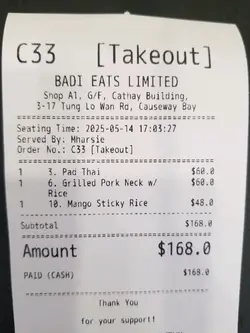 C33 [Takeout]
BADI EATS LIMITED
Shop A1, G/F, Cathay Building,
3-17 Tung Lo Wan Rd, Causeway Bay
Seating Time: 2025-05-14 17:03:27
Served By: Mharsie
Order No.: C33 [Takeout]
1 3. Pad Thai $60.0
1 6. Grilled Pork Neck w/ $60.0
Rice
1 10. Mango Sticky Rice $48.0
Subtotal $168.0
Amount $168.0
PAID (CASH) $168.0
Thank You
for your support!